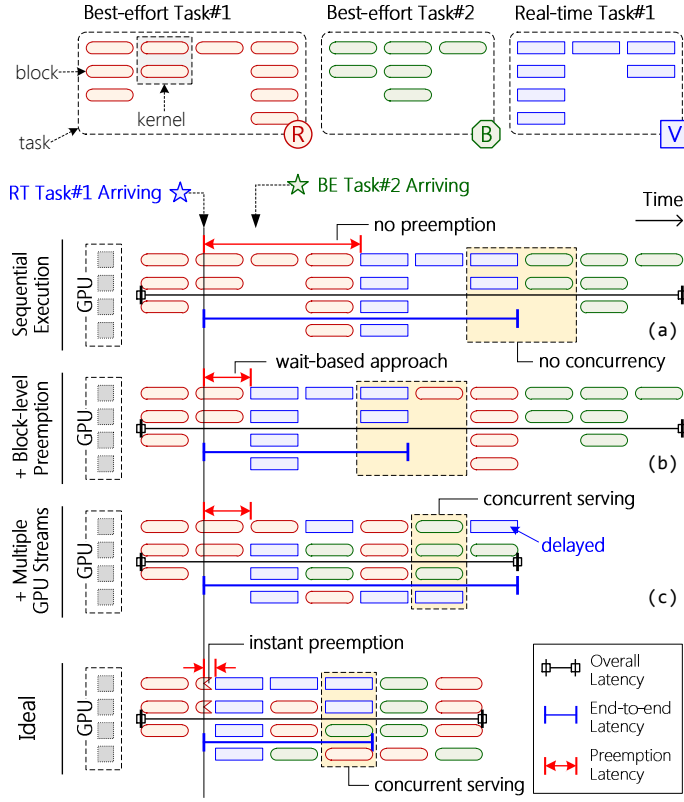 Best-effort Task#1
Best-effort Task#2
Real-time Task#1
block
kernel
task
R
B
V
RT Task#1 Arriving
BE Task#2 Arriving
Time
no preemption
Sequential
Execution
GPU
(a)
no concurrency
wait-based approach
+ Block-level
Preemption
GPU
(b)
concurrent serving
+ Multiple
GPU Streams
GPU
delayed
(c)
instant preemption
Ideal
GPU
concurrent serving
Overall
Latency
End-to-end
Latency
Preemption
Latency